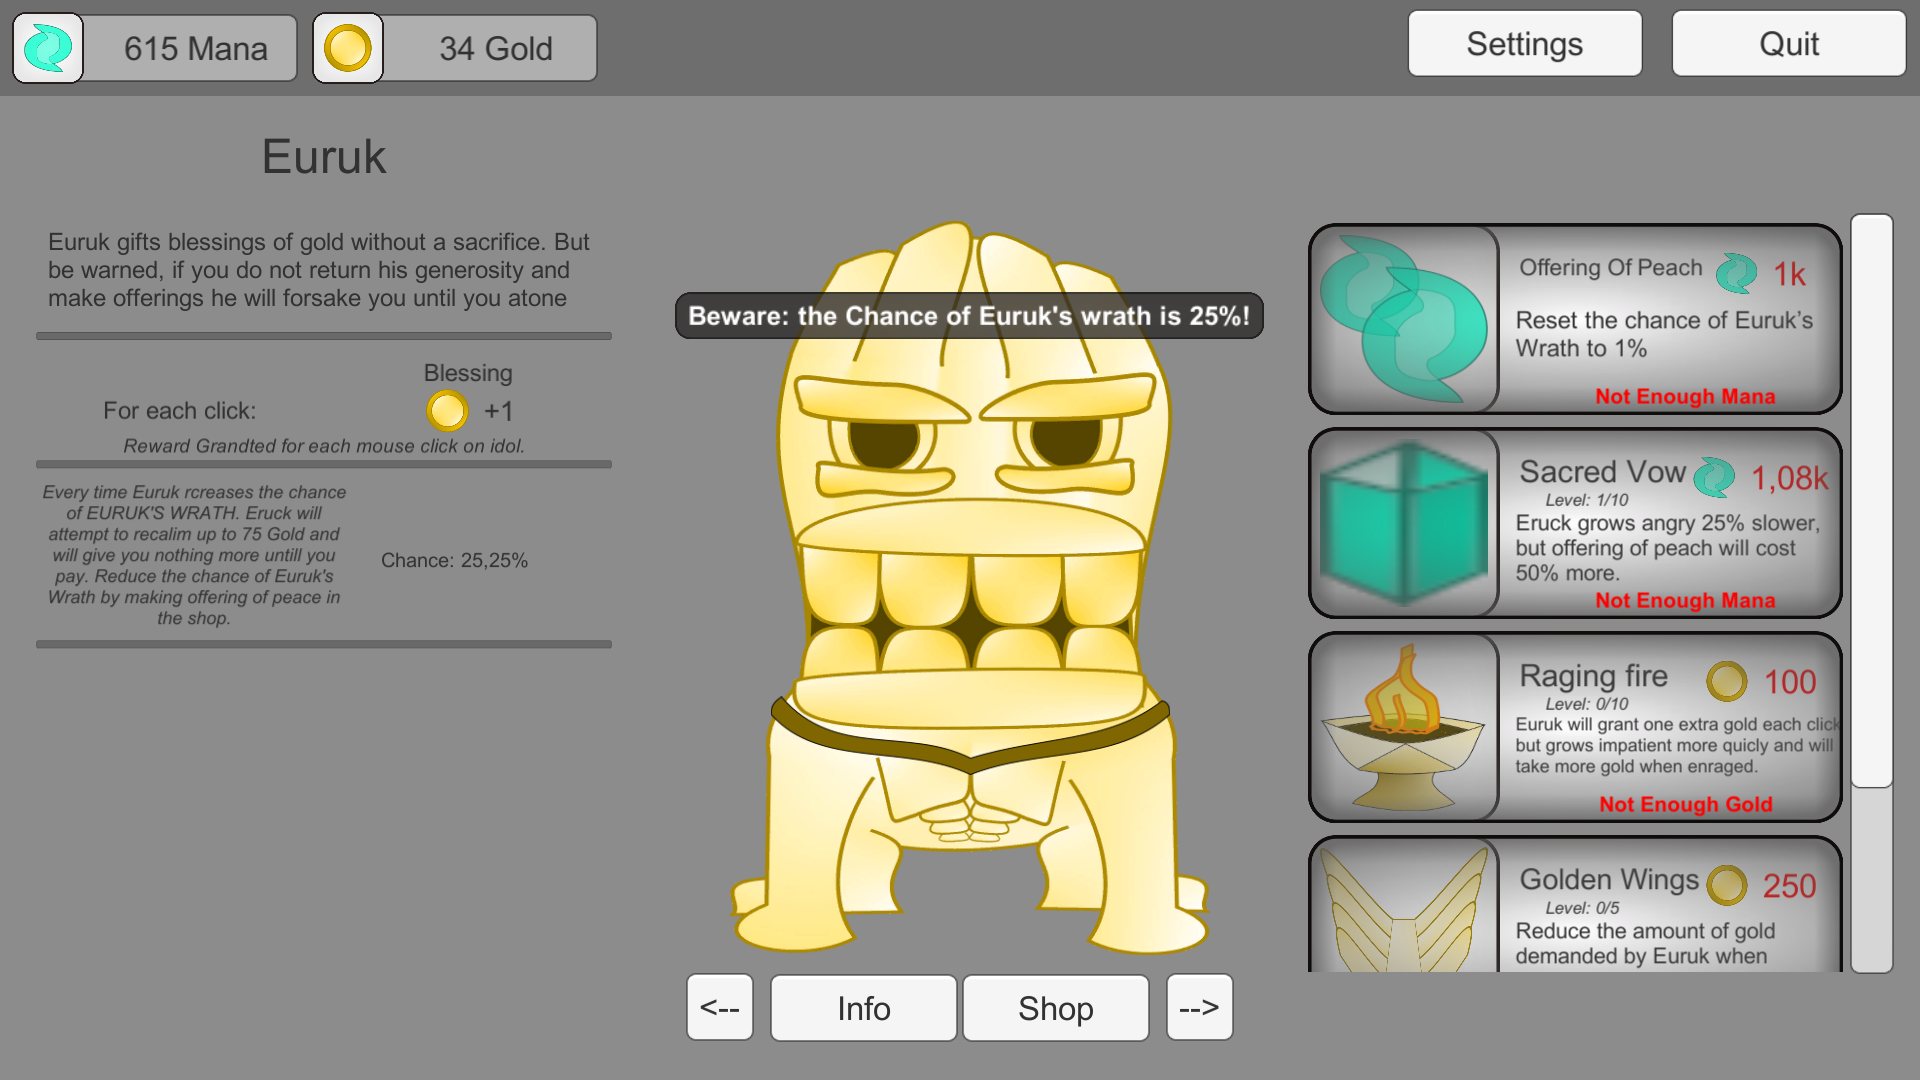 615 Mana
34 Gold
Settings
Quit
Euruk
Euruk gifts blessings of gold without a sacrifice. But
be warned, if you do not return his generosity and
make offerings he will forsake you until you atone
Blessing
For each click:
+1
Reward Grandted for each mouse click on idol.
Every time Euruk rcreases the chance
of EURUK'S WRATH. Eruck will
attempt to recalim up to 75 Gold and
will give you nothing more untill you
pay. Reduce the chance of Euruk's
Wrath by making offering of peace in
the shop.
Chance: 25,25%
Beware: the Chance of Euruk's wrath is 25%!
Offering Of Peach
1k
Reset the chance of Euruk’s
Wrath to 1%
Not Enough Mana
Sacred Vow
1,08k
Level: 1/10
Eruck grows angry 25% slower,
but offering of peach will cost
50% more.
Not Enough Mana
Raging fire
100
Level: 0/10
Euruk will grant one extra gold each click
but grows impatient more quicly and will
take more gold when enraged.
Not Enough Gold
Golden Wings
250
Level: 0/5
Reduce the amount of gold
demanded by Euruk when
<--
Info
Shop
-->